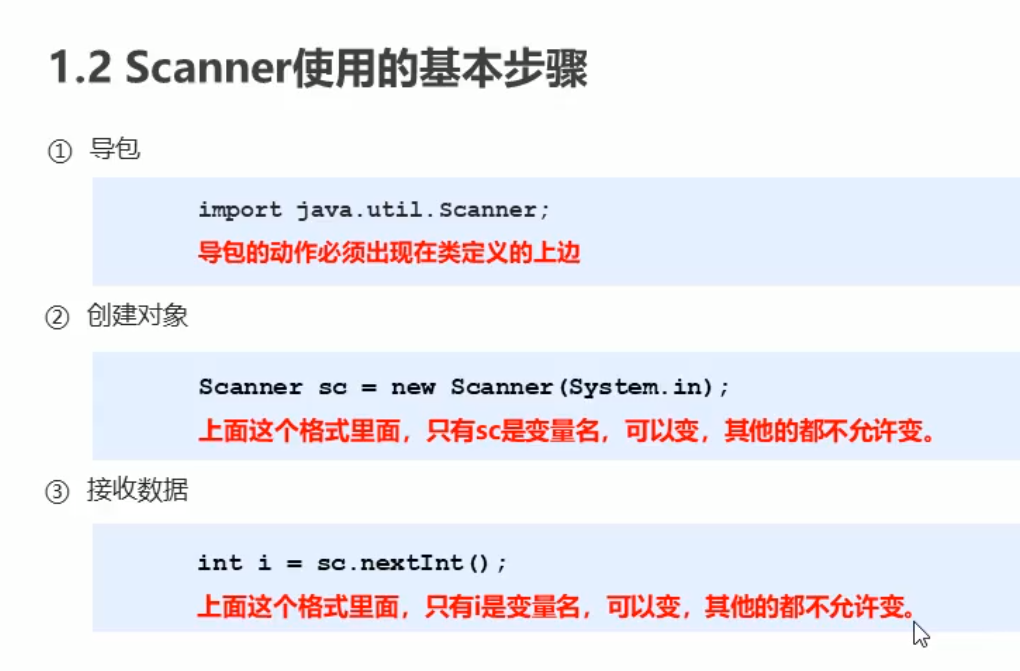 1.2 Scanner使用的基本步骤
① 导包
import java.util.Scanner;
导包的动作必须出现在类定义的上边
② 创建对象
Scanner sc = new Scanner(System.in);
上面这个格式里面，只有sc是变量名，可以变，其他的都不允许变。
③ 接收数据
int i = sc.nextInt();
上面这个格式里面，只有i是变量名，可以变，其他的都不允许变。